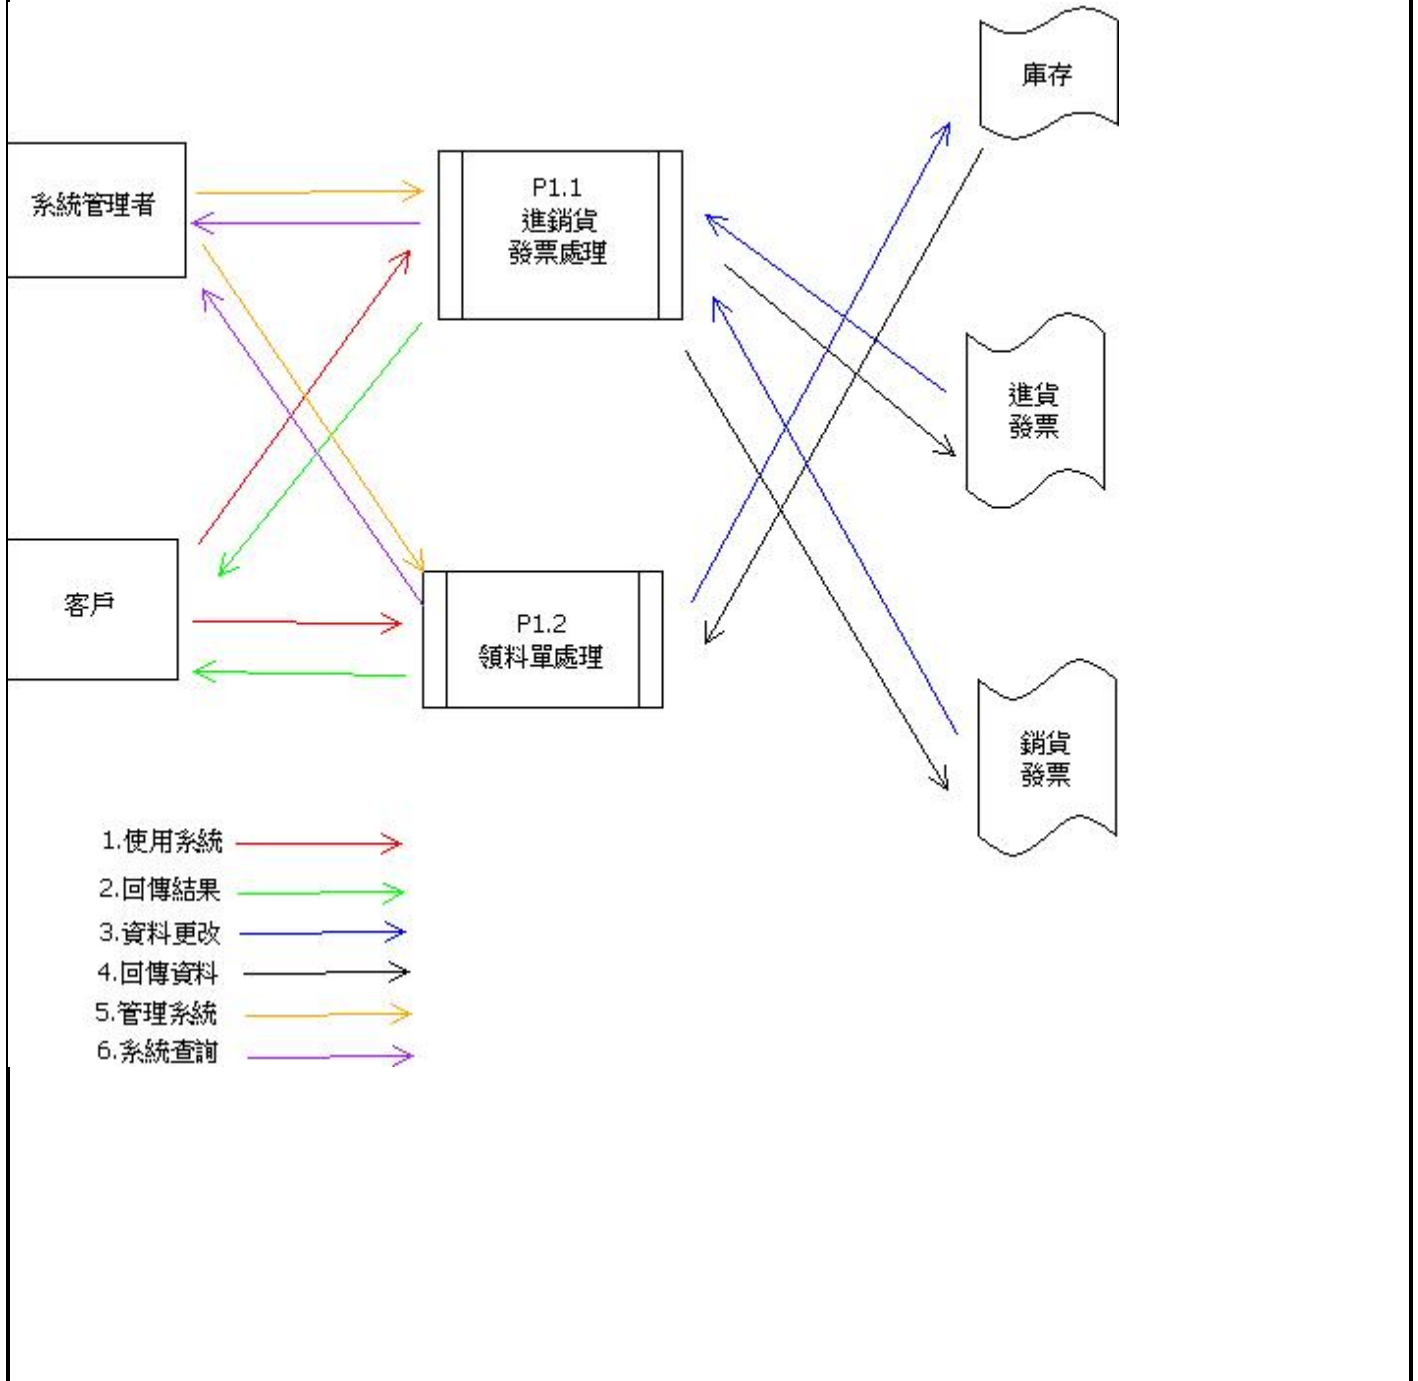 庫存
系統管理者
P1.1
進銷貨
發票處理
進貨
發票
客戶
P1.2
領料單處理
銷貨
發票
1.使用系統
2.回傳結果
3.資料更改
4.回傳資料
5.管理系統
6.系統查詢